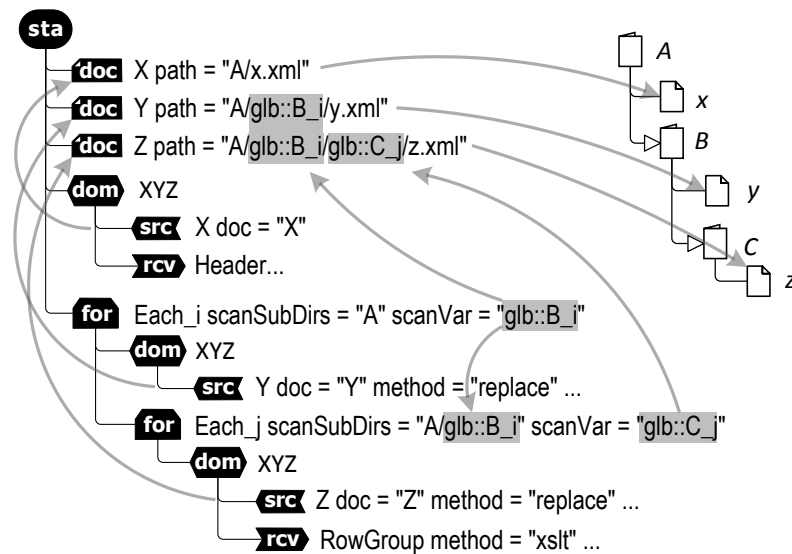 sta
doc X path = "A/x.xml"
doc Y path = "A/glb::B_i/y.xml"
doc Z path = "A/glb::B_i/glb::C_j/z.xml"
dom XYZ
src X doc = "X"
rcv Header...
for Each_i scanSubDirs = "A" scanVar = "glb::B_i"
dom XYZ
src Y doc = "Y" method = "replace" ...
for Each_j scanSubDirs = "A/glb::B_i" scanVar = "glb::C_j"
dom XYZ
src Z doc = "Z" method = "replace" ...
rcv RowGroup method = "xslt" ...
A
x
B
y
C
z